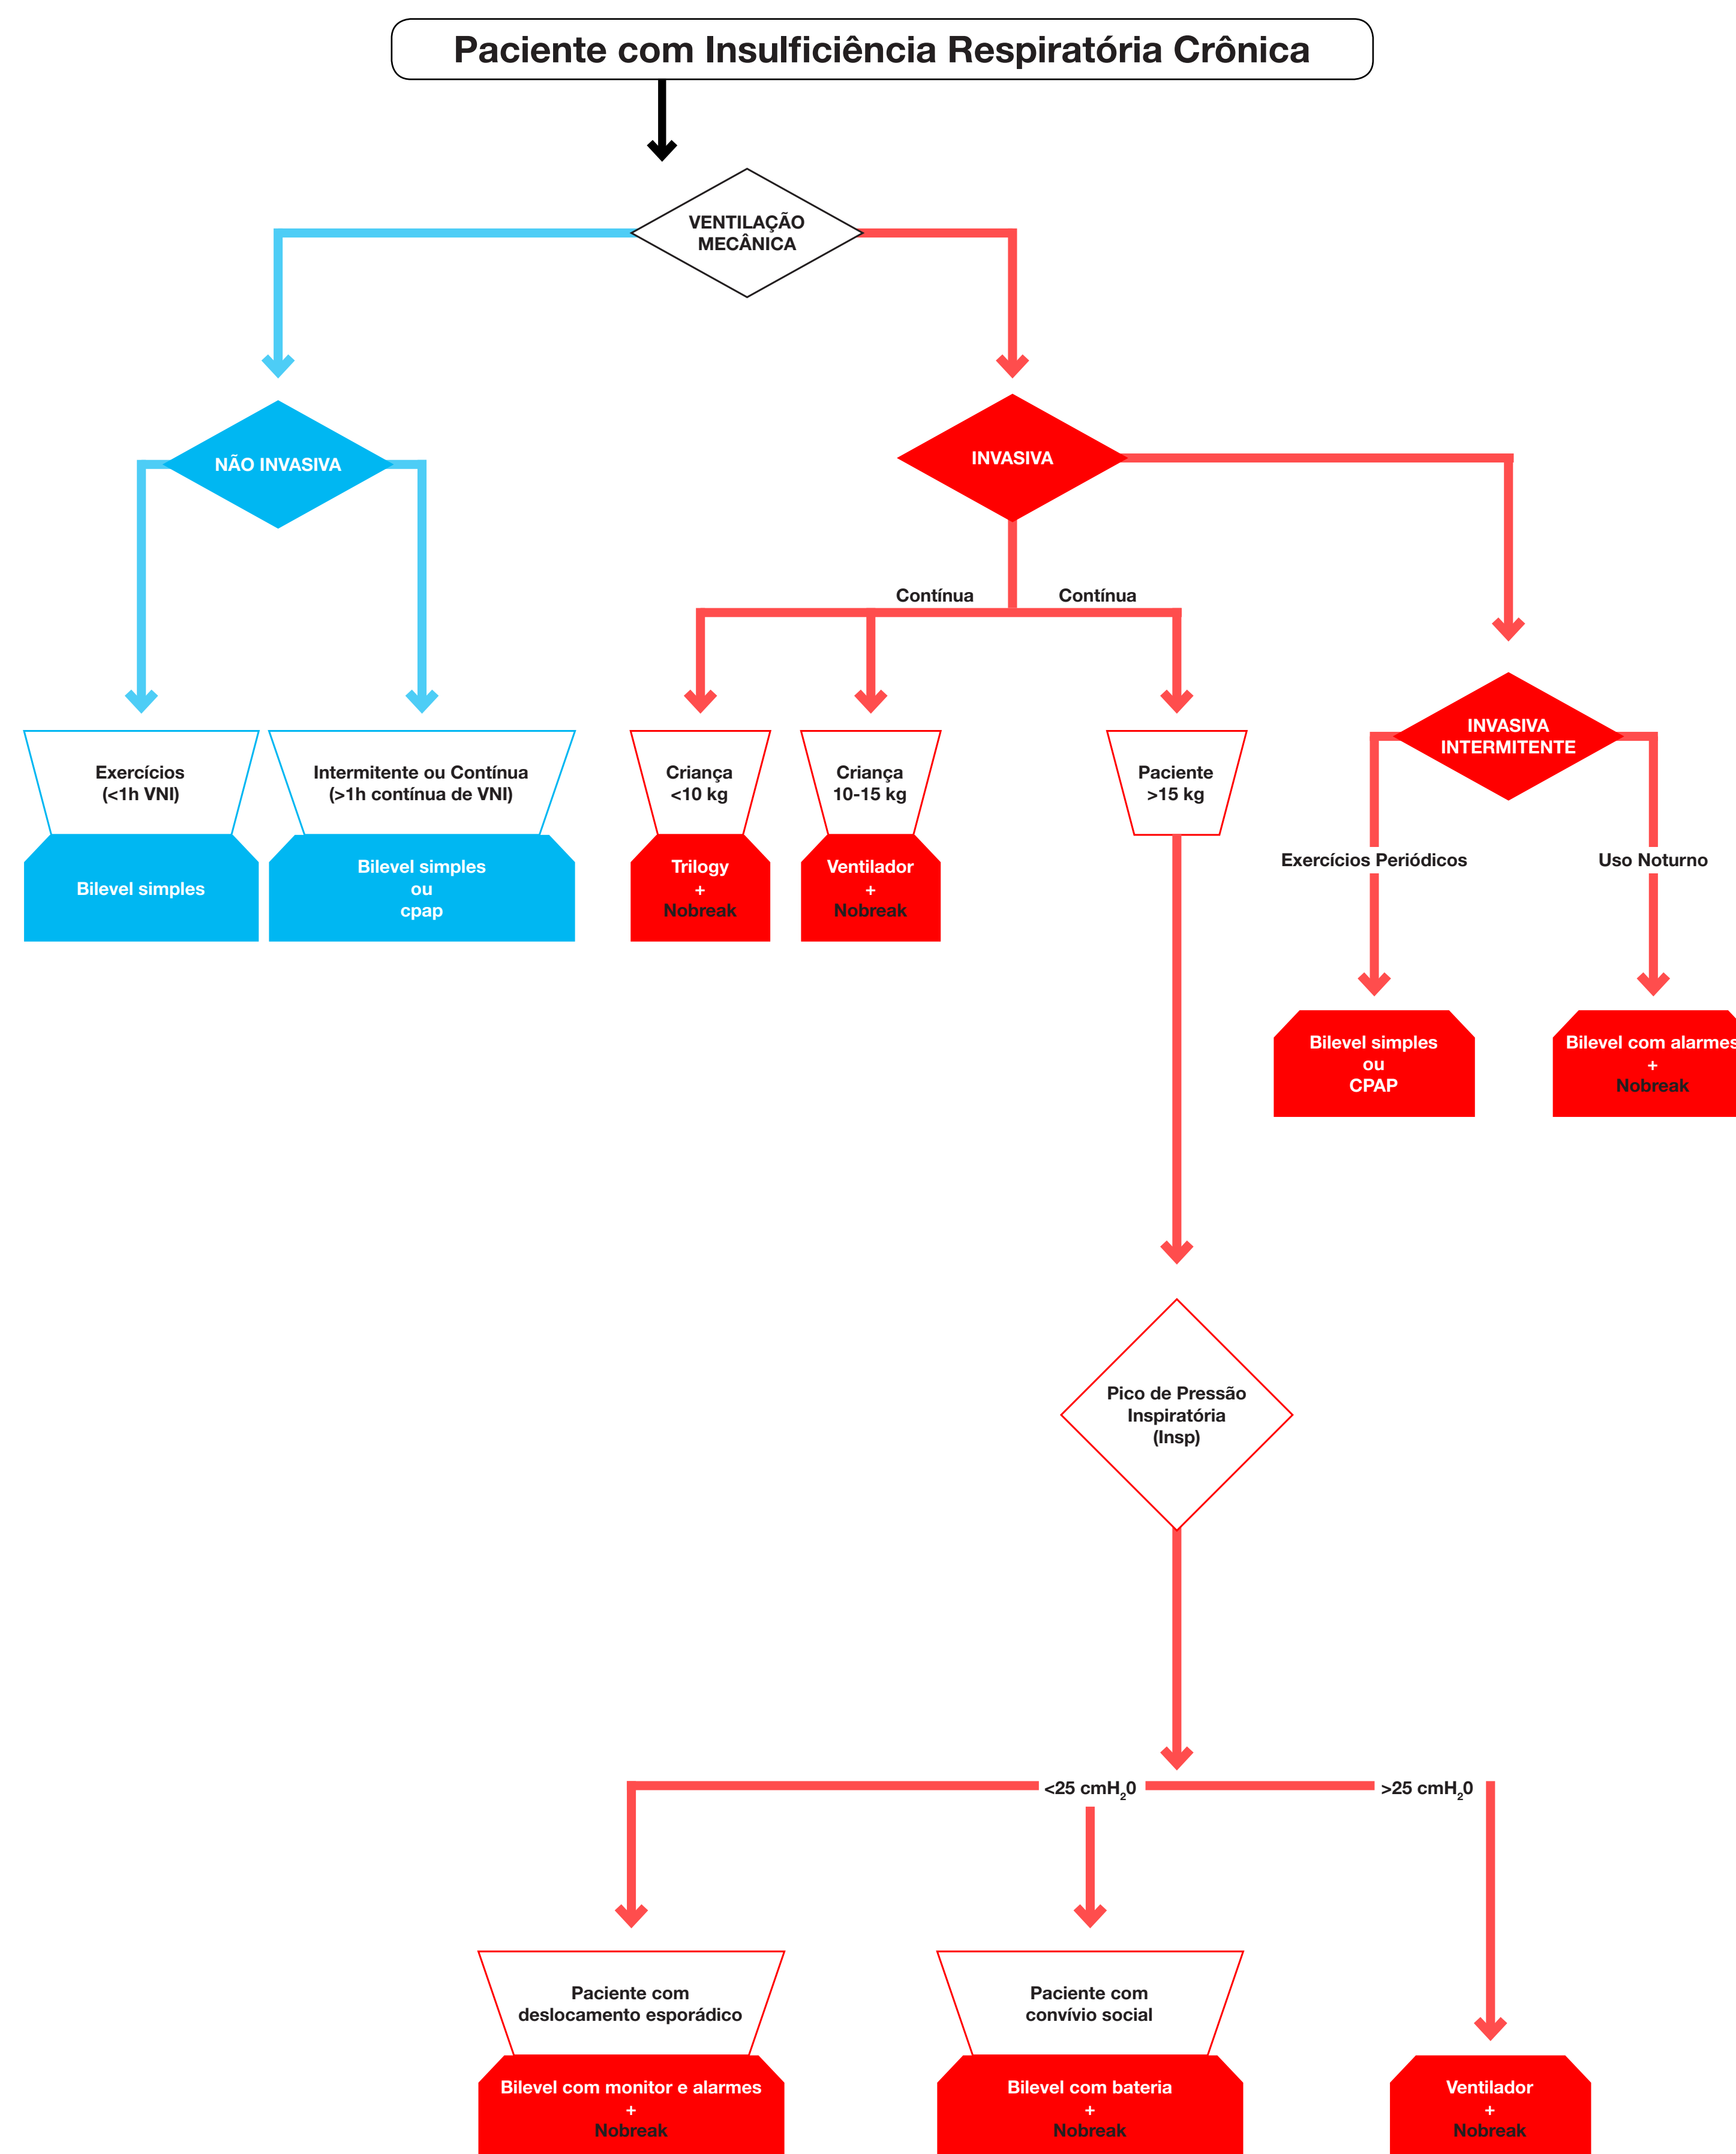 Paciente com Insulficiência Respiratória Crônica
VENTILAÇÃO
MECÂNICA
NÃO INVASIVA
INVASIVA
Contínua
Contínua
Exercícios
(<1h VNI)
Bilevel simples
Intermitente ou Contínua
(>1h contínua de VNI)
Bilevel simples
ou
cpap
Criança
<10 kg
Trilogy
+
Nobreak
Criança
10-15 kg
Ventilador
+
Nobreak
Paciente
>15 kg
INVASIVA
INTERMITENTE
Exercícios Periódicos
Uso Noturno
Bilevel simples
ou
CPAP
Bilevel com alarmes
+
Nobreak
Pico de Pressão
Inspiratória
(Insp)
<25 cmH₂0
>25 cmH₂0
Paciente com
deslocamento esporádico
Bilevel com monitor e alarmes
+
Nobreak
Paciente com
convívio social
Bilevel com bateria
+
Nobreak
Ventilador
+
Nobreak